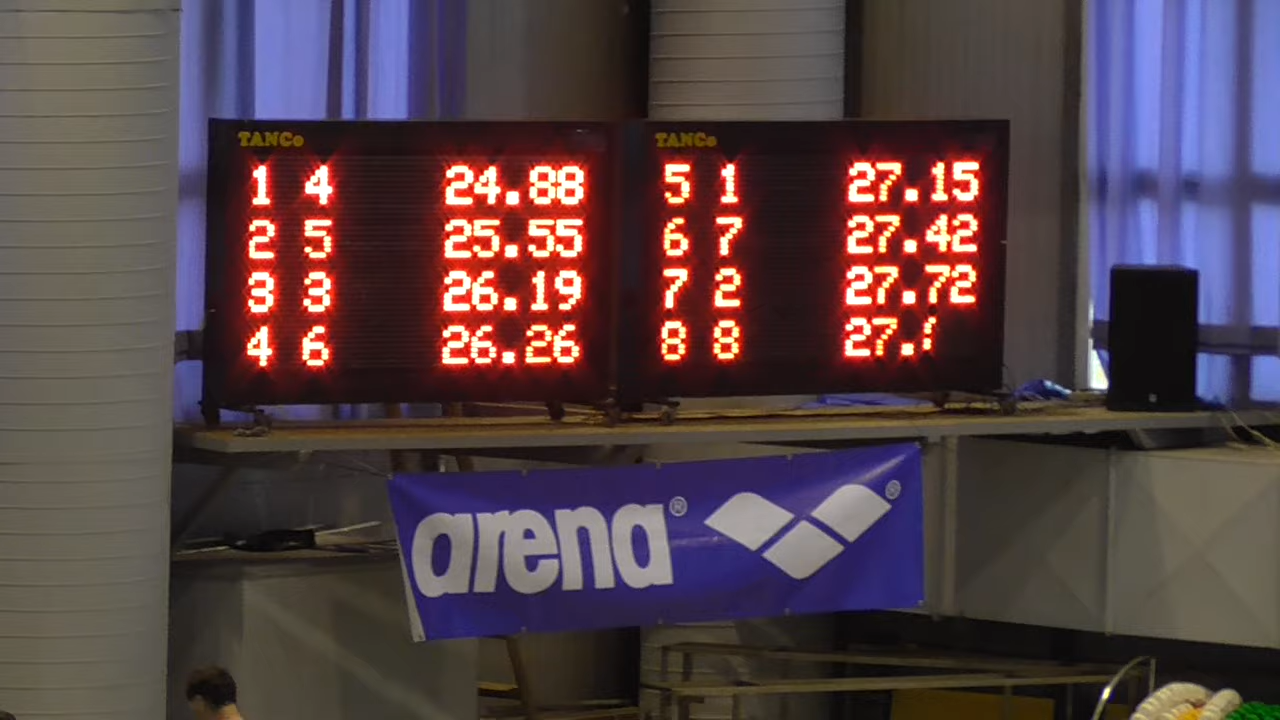 TANCo
1 4 24.88
2 5 25.55
3 3 26.19
4 6 26.26
TANCo
5 1 27.15
6 7 27.42
7 2 27.72
8 8 27.
arena®
®